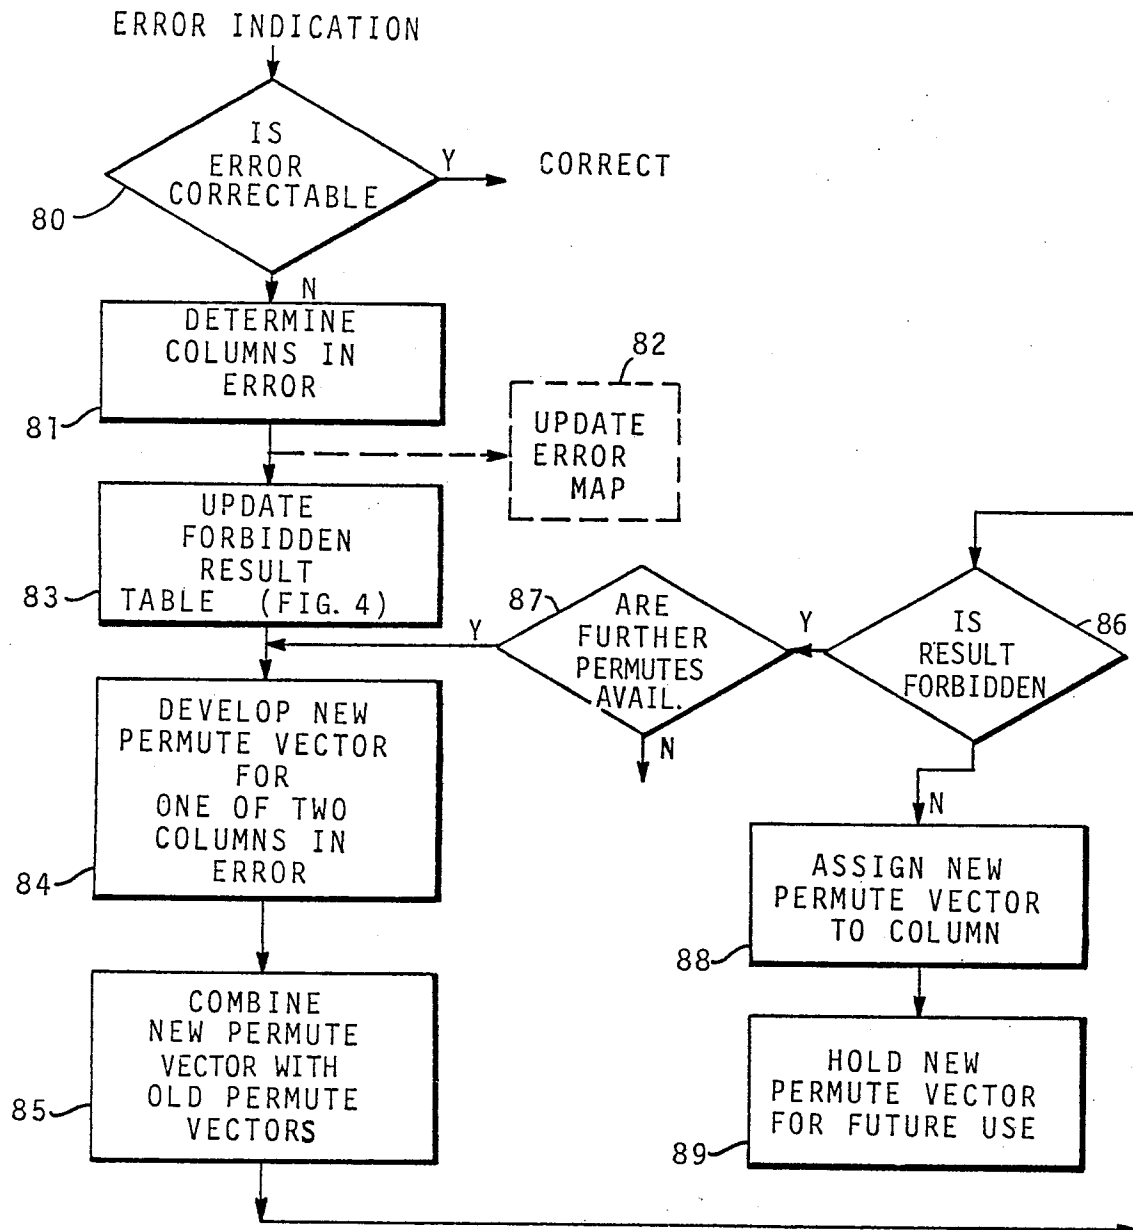 ERROR INDICATION
IS
ERROR
CORRECTABLE
Y
CORRECT
80
N
DETERMINE
COLUMNS IN
ERROR
81
82
UPDATE
ERROR
MAP
UPDATE
FORBIDDEN
RESULT
TABLE (FIG. 4)
83
87
ARE
FURTHER
PERMUTES
AVAIL.
Y
N
Y
IS
RESULT
FORBIDDEN
86
N
DEVELOP NEW
PERMUTE VECTOR
FOR
ONE OF TWO
COLUMNS IN
ERROR
84
ASSIGN NEW
PERMUTE VECTOR
TO COLUMN
88
COMBINE
NEW PERMUTE
VECTOR WITH
OLD PERMUTE
VECTORS
85
HOLD NEW
PERMUTE VECTOR
FOR FUTURE USE
89